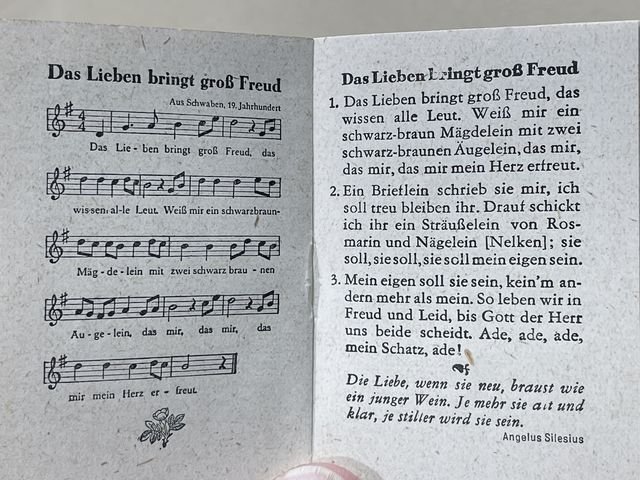 Das Lieben bringt groß Freud
Aus Schwaben, 19. Jahrhundert
4
4
Das Lie - ben bringt groß Freud, das
wissen al-le Leut. Weiß mir ein schwarzbraun-
Mäg - de - lein mit zwei schwarz brau - nen
Äu - ge - lein, das mir, das mir, das
mir mein Herz er - freut.
Das Lieben bringt groß Freud
1. Das Lieben bringt groß Freud, das
wissen alle Leut. Weiß mir ein
schwarz-braun Mägdelein mit zwei
schwarz-braunen Äugelein, das mir,
das mir, das mir mein Herz erfreut.
2. Ein Brieflein schrieb sie mir, ich
soll treu bleiben ihr. Drauf schickt
ich ihr ein Sträußelein von Ros-
marin und Nägelein [Nelken]; sie
soll, sie soll, sie soll mein eigen sein.
3. Mein eigen soll sie sein, kein'm an-
dern mehr als mein. So leben wir in
Freud und Leid, bis Gott der Herr
uns beide scheidt. Ade, ade, ade,
mein Schatz, ade!
Die Liebe, wenn sie neu, braust wie
ein junger Wein. Je mehr sie alt und
klar, je stiller wird sie sein.
Angelus Silesius